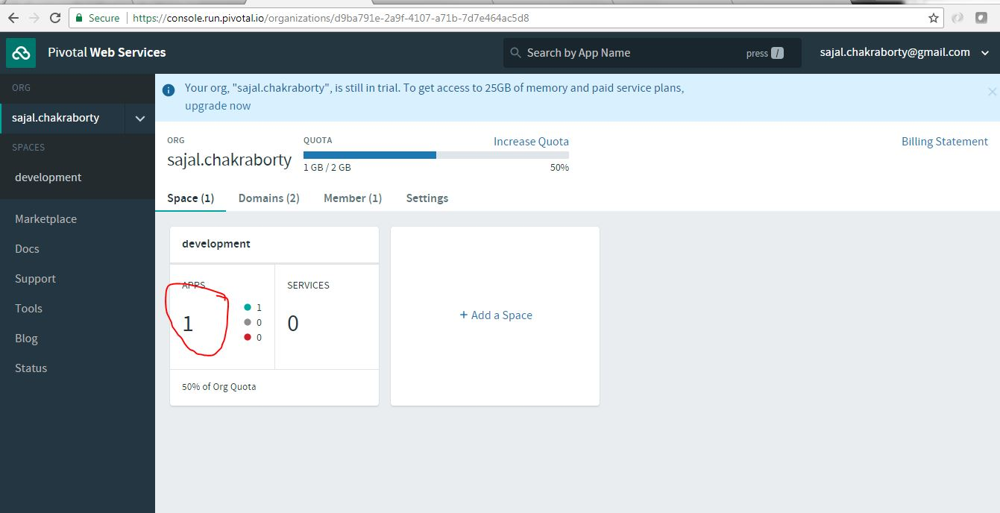 Secure https://console.run.pivotal.io/organizations/d9ba791e-2a9f-4107-a71b-7d7e464ac5d8
Pivotal Web Services
Search by App Name
press /
sajal.chakraborty@gmail.com
ORG
sajal.chakraborty
SPACES
development
Marketplace
Docs
Support
Tools
Blog
Status
Your org, "sajal.chakraborty", is still in trial. To get access to 25GB of memory and paid service plans,
upgrade now
ORG
sajal.chakraborty
QUOTA
Increase Quota
1 GB / 2 GB
50%
Billing Statement
Space (1)
Domains (2)
Member (1)
Settings
development
APPS
1
1
0
0
SERVICES
0
50% of Org Quota
+ Add a Space